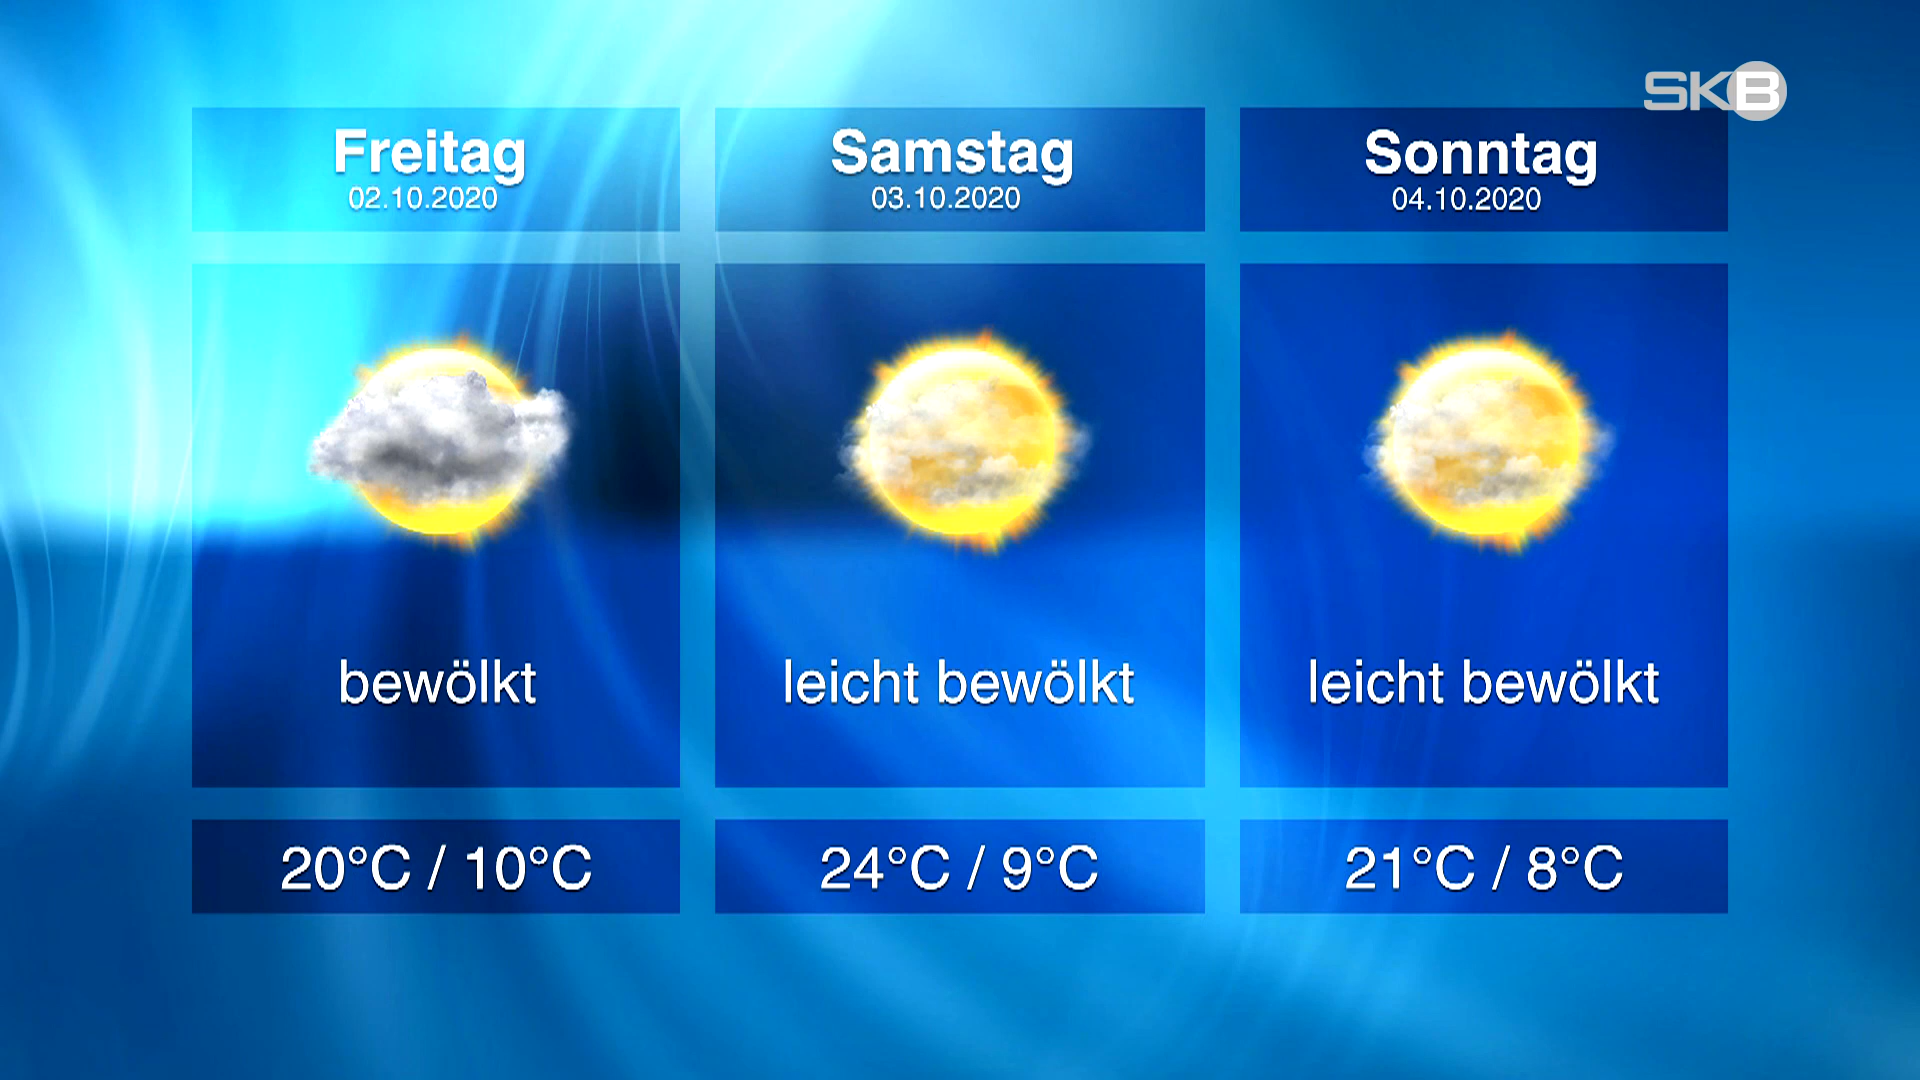 SKB
Freitag
02.10.2020
bewölkt
20°C / 10°C
Samstag
03.10.2020
leicht bewölkt
24°C / 9°C
Sonntag
04.10.2020
leicht bewölkt
21°C / 8°C